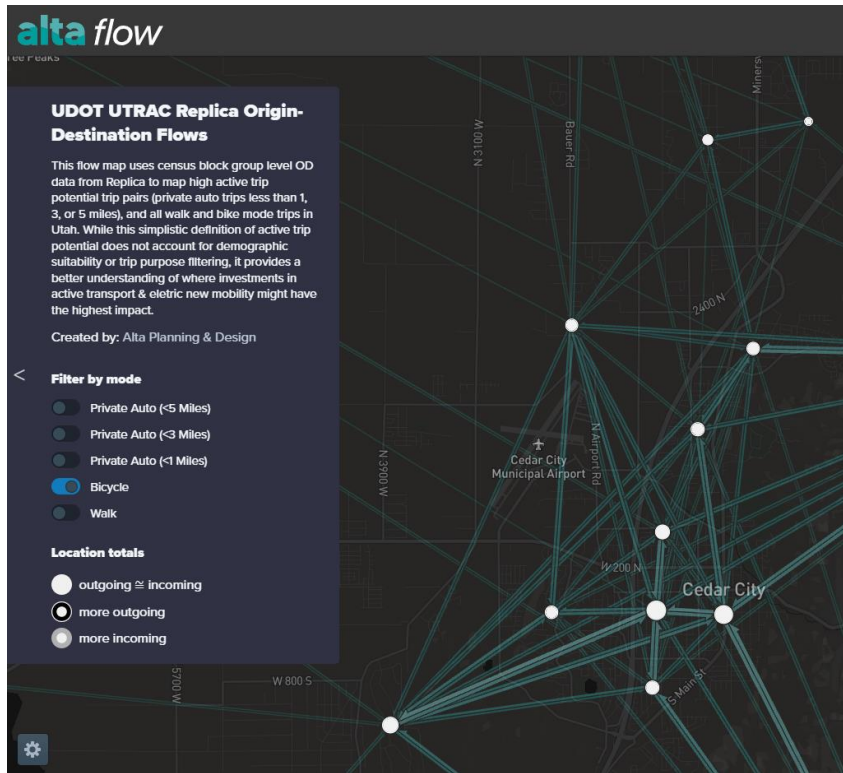 alta flow
ee Peaks
UDOT UTRAC Replica Origin-
Destination Flows
This flow map uses census block group level OD
data from Replica to map high active trip
potential trip pairs (private auto trips less than 1,
3, or 5 miles), and all walk and bike mode trips in
Utah. While this simplistic definition of active trip
potential does not account for demographic
suitability or trip purpose filtering, it provides a
better understanding of where investments in
active transport & eletric new mobility might have
the highest impact.
Created by: Alta Planning & Design
<
Filter by mode
Private Auto (<5 Miles)
Private Auto (<3 Miles)
Private Auto (<1 Miles)
Bicycle
Walk
Location totals
outgoing ≅ incoming
more outgoing
more incoming
Minersv
N 3100 W
Bauer Rd
2400 N
N 3900 W
N Airport Rd
Cedar City
Municipal Airport
W 200 N
Cedar City
5700 W
W 800 S
S Main St